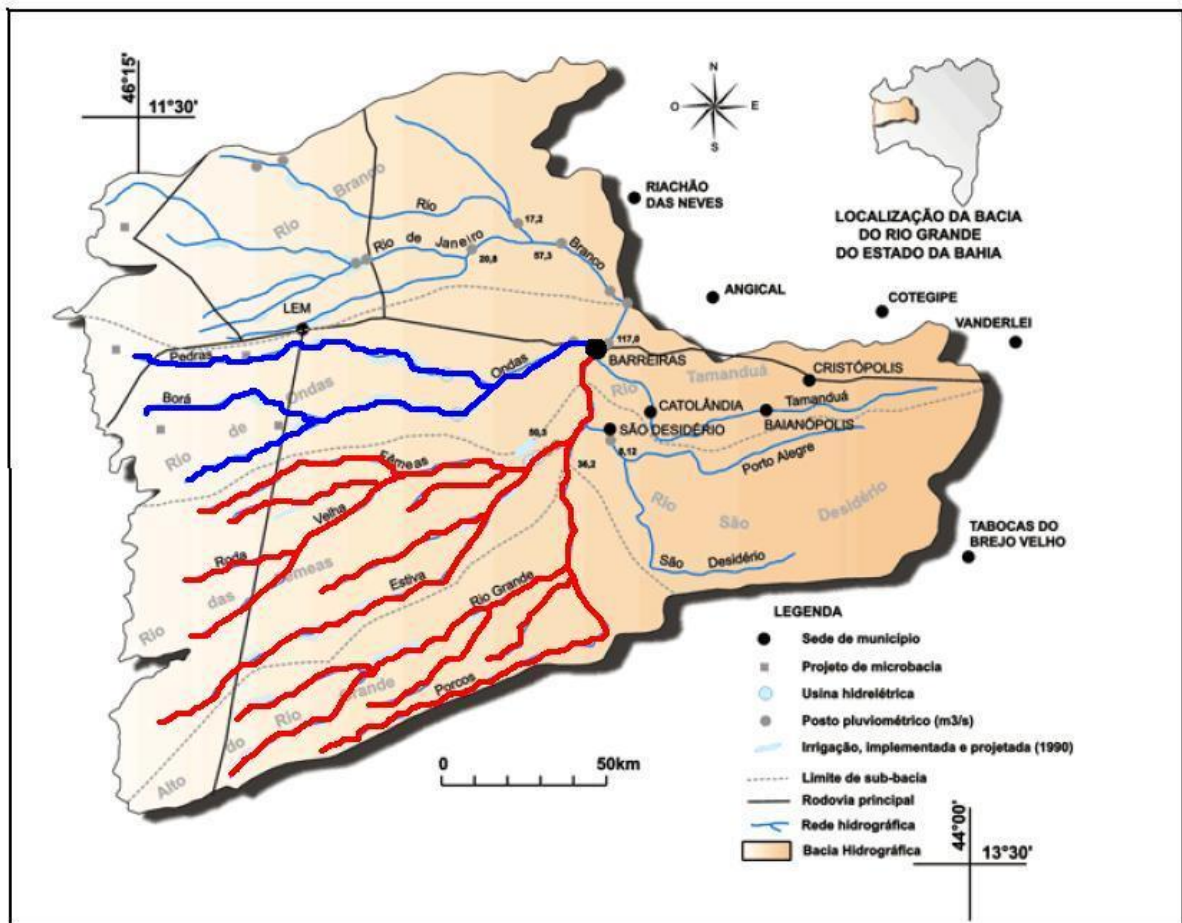 46°15'
11°30'
N
O
E
S
LOCALIZAÇÃO DA BACIA
DO RIO GRANDE
DO ESTADO DA BAHIA
RIACHÃO
DAS NEVES
Rio Branco
Rio Branco
17,2
Rio de Janeiro
20,8
57,3
ANGICAL
COTEGIPE
VANDERLEI
LEM
117,0
BARREIRAS
Pedras
Ondas
Rio Tamanduá
CRISTÓPOLIS
Borá
Rio de Ondas
CATOLÂNDIA
Tamanduá
BAIANÓPOLIS
SÃO DESIDÉRIO
50,3
8,12
36,2
Porto Alegre
Fêmeas
Velha
Roda
Rio das Fêmeas
Estiva
Rio São Desidério
São Desidério
TABOCAS DO
BREJO VELHO
Rio Grande
Porcos
Alto do Rio Grande
0
50km
LEGENDA
Sede de município
Projeto de microbacia
Usina hidrelétrica
Posto pluviométrico (m3/s)
Irrigação, implementada e projetada (1990)
Limite de sub-bacia
Rodovia principal
Rede hidrográfica
Bacia Hidrográfica
44°00'
13°30'